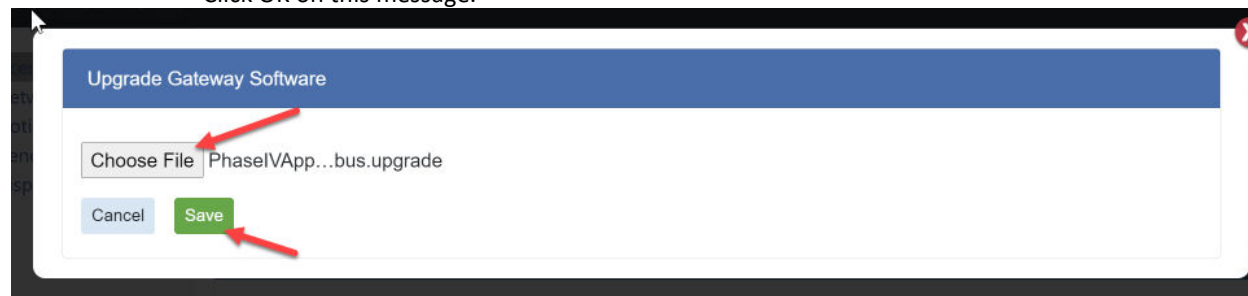 Click OK on this message.
Upgrade Gateway Software
Choose File PhaseIVApp...bus.upgrade
Cancel Save